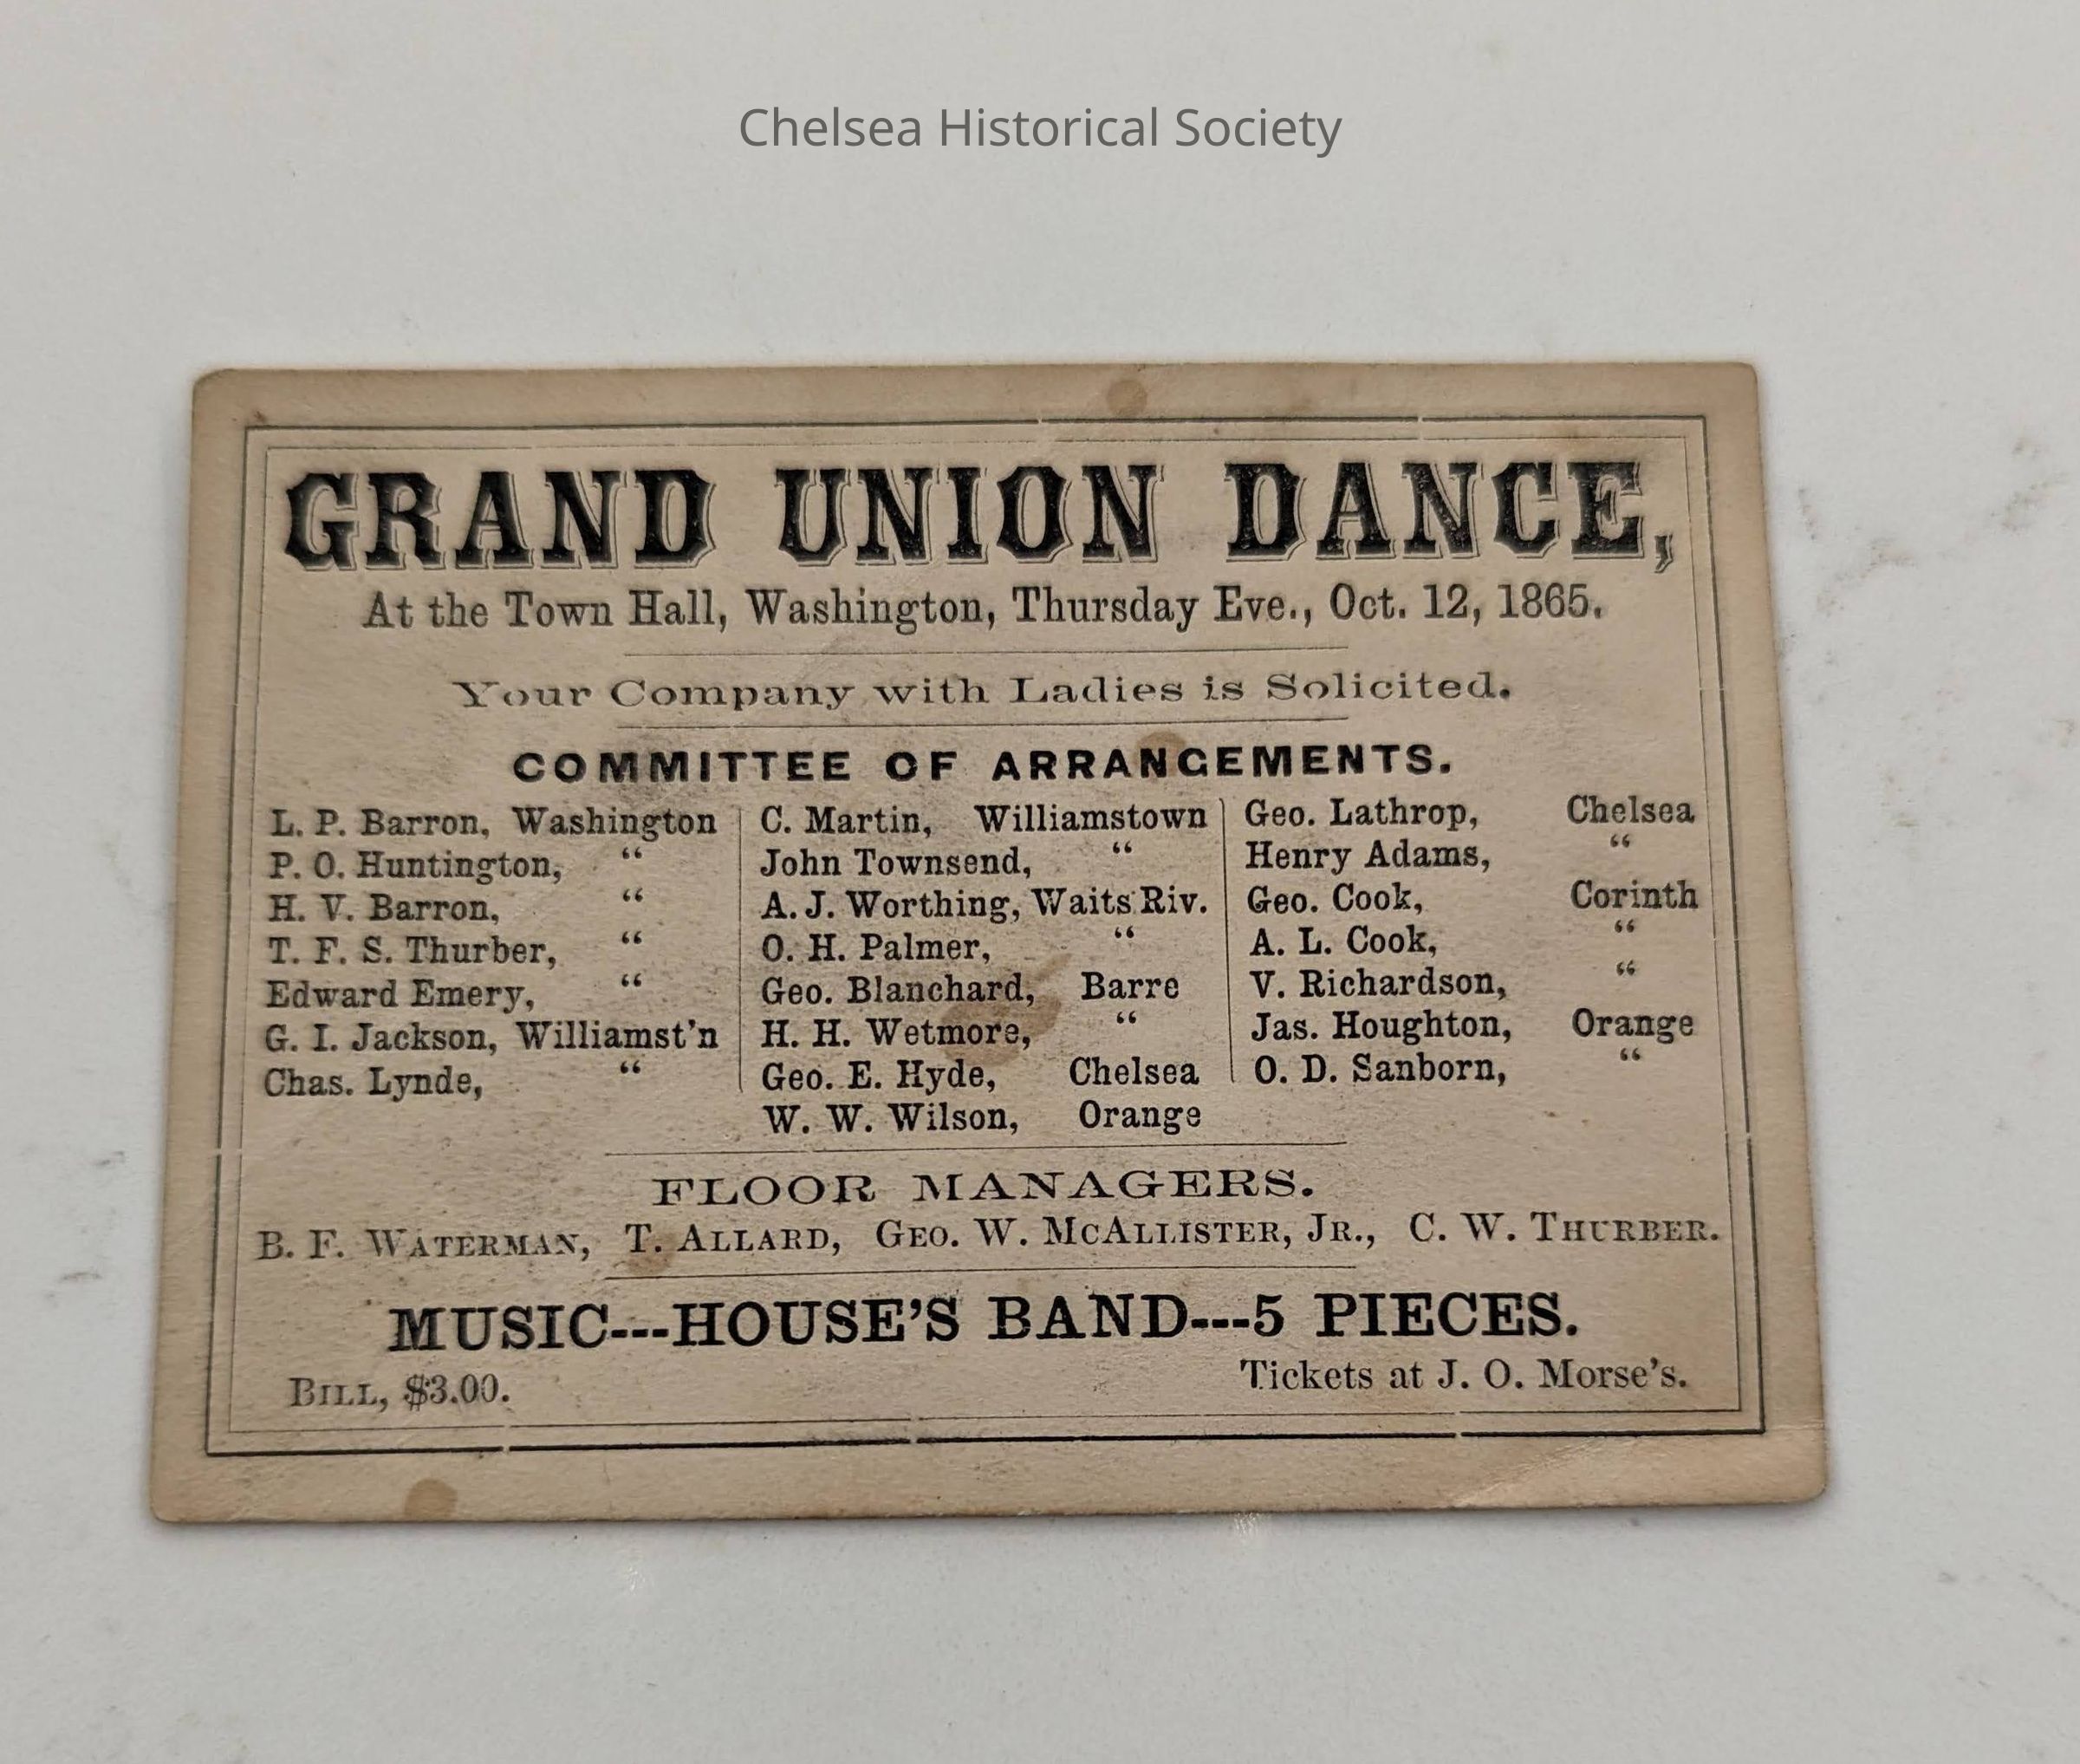 Chelsea Historical Society
GRAND UNION DANCE,
At the Town Hall, Washington, Thursday Eve., Oct. 12, 1865.
Your Company with Ladies is Solicited.
COMMITTEE OF ARRANGEMENTS.
L. P. Barron, Washington
P. O. Huntington, “
H. V. Barron, “
T. F. S. Thurber, “
Edward Emery, “
G. I. Jackson, Williamst'n
Chas. Lynde, “
C. Martin, Williamstown
John Townsend, “
A. J. Worthing, Waits Riv.
O. H. Palmer, “
Geo. Blanchard, Barre
H. H. Wetmore, “
Geo. E. Hyde, Chelsea
W. W. Wilson, Orange
Geo. Lathrop, Chelsea
Henry Adams, “
Geo. Cook, Corinth
A. L. Cook, “
V. Richardson, “
Jas. Houghton, Orange
O. D. Sanborn, “
FLOOR MANAGERS.
B. F. WATERMAN, T. ALLARD, GEO. W. MCALLISTER, JR., C. W. THURBER.
MUSIC---HOUSE'S BAND---5 PIECES.
BILL, $3.00. Tickets at J. O. Morse's.